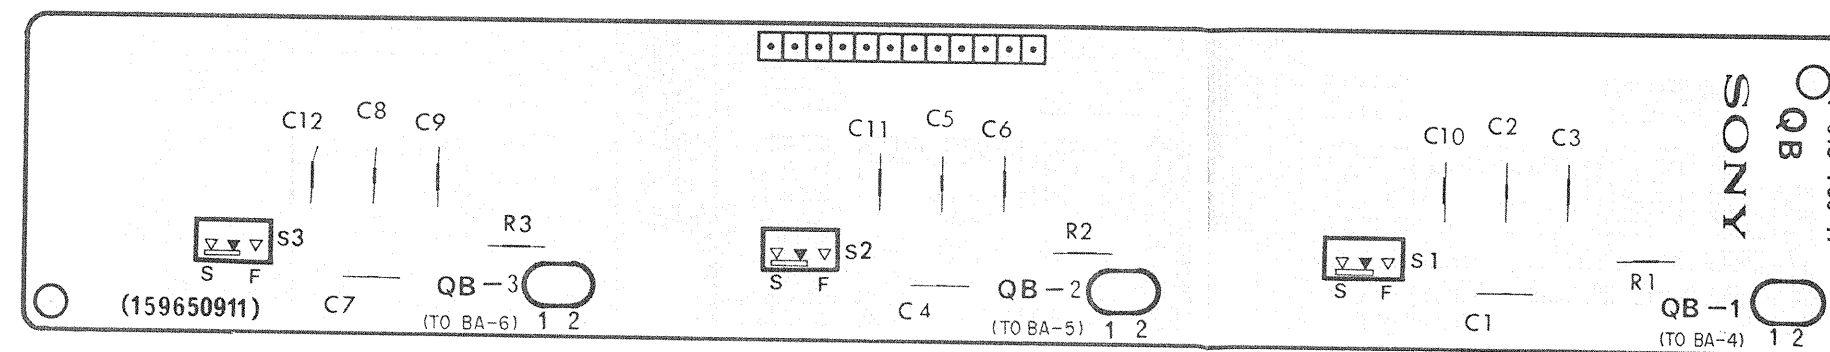 C12 C8 C9
S3
S F
R3
C7
QB-3
(TO BA-6)
1 2
(159650911)
C11 C5 C6
S2
S F
R2
C4
QB-2
(TO BA-5)
1 2
C10 C2 C3
S1
S F
R1
C1
QB-1
(TO BA-4)
1 2
SONY
QB